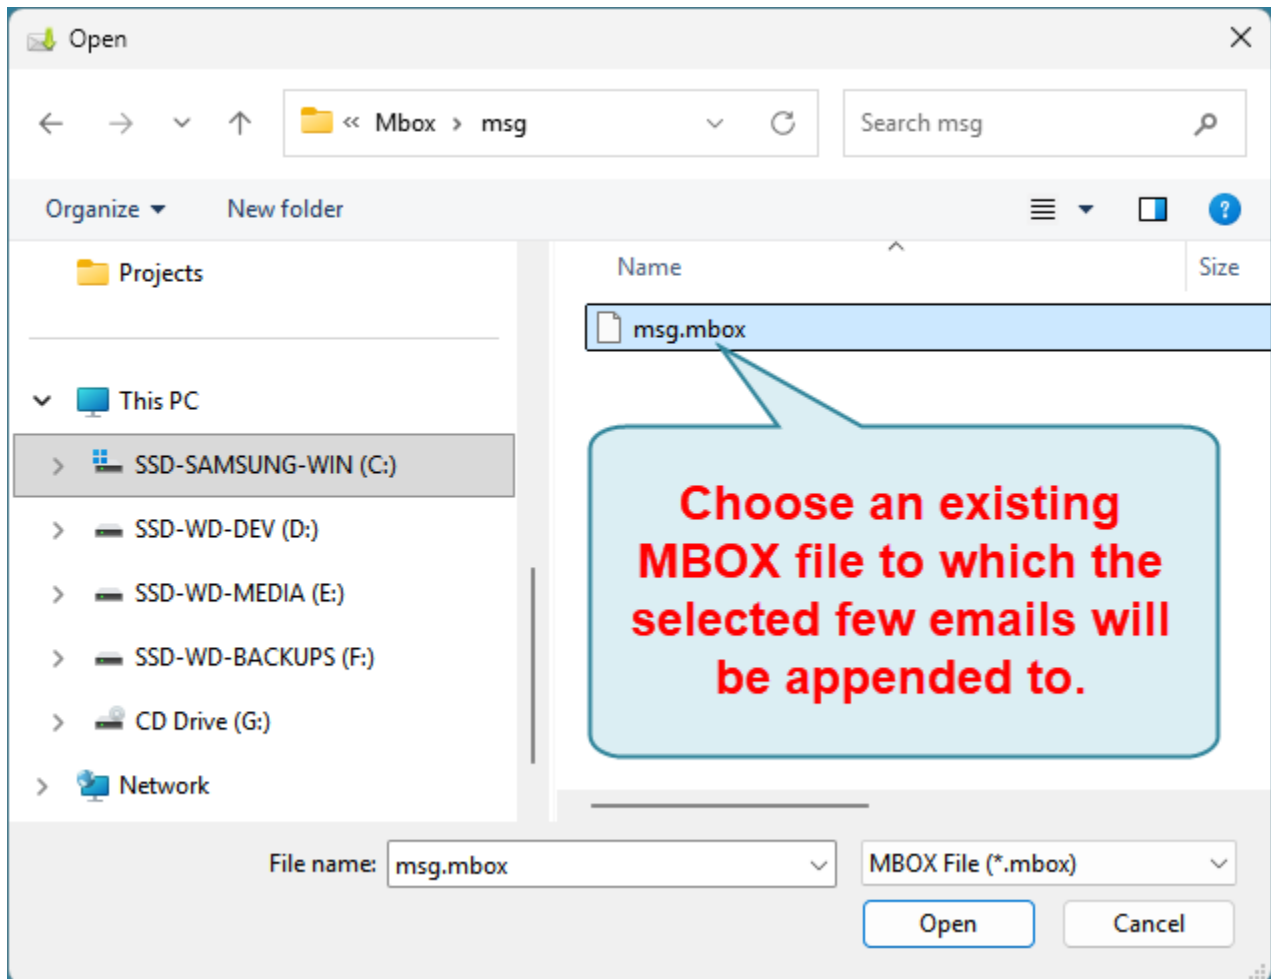 Open
« Mbox > msg
Search msg
Organize
New folder
Name
Size
Projects
msg.mbox
This PC
SSD-SAMSUNG-WIN (C:)
SSD-WD-DEV (D:)
SSD-WD-MEDIA (E:)
SSD-WD-BACKUPS (F:)
CD Drive (G:)
Network
Choose an existing
MBOX file to which the
selected few emails will
be appended to.
File name: msg.mbox
MBOX File (*.mbox)
Open
Cancel